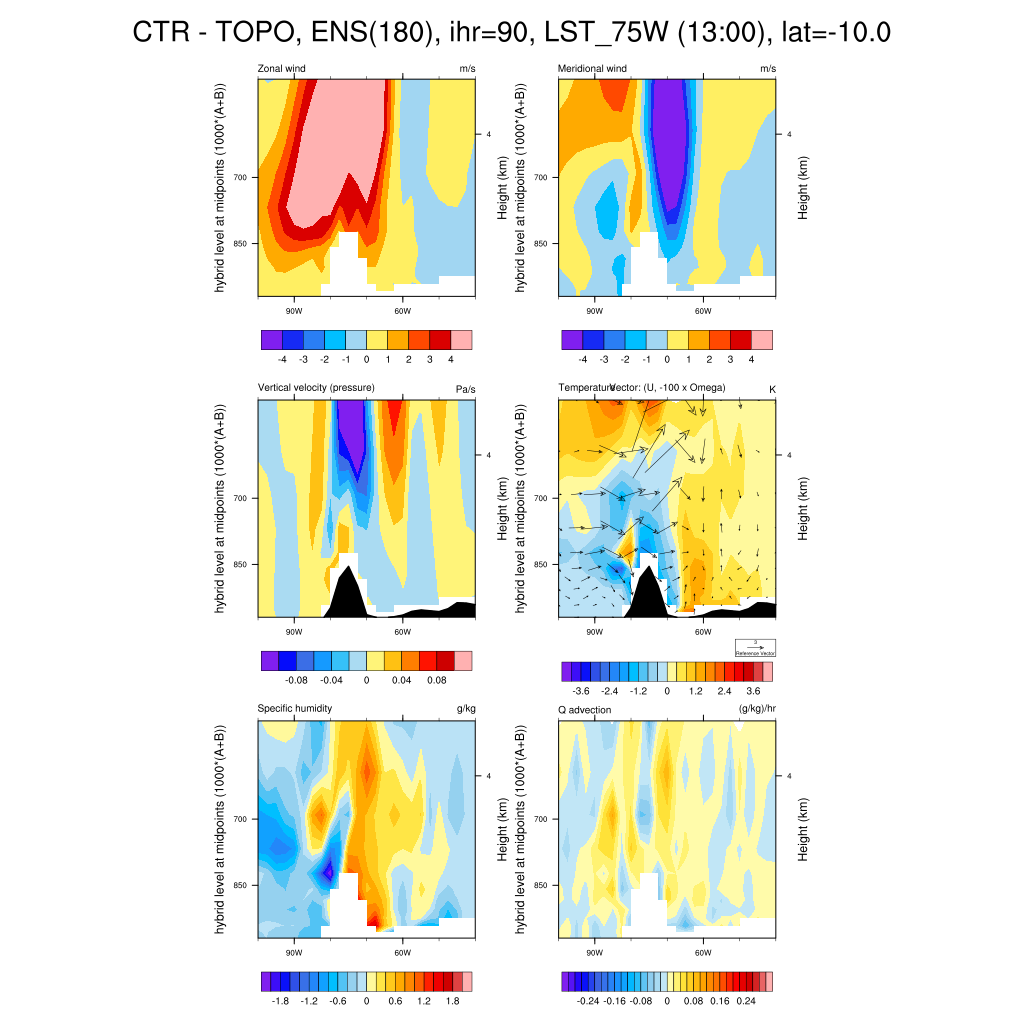 CTR - TOPO, ENS(180), ihr=90, LST_75W (13:00), lat=-10.0
Zonal wind m/s
hybrid level at midpoints (1000*(A+B))
700
850
4
Height (km)
90W 60W
-4 -3 -2 -1 0 1 2 3 4
Meridional wind m/s
hybrid level at midpoints (1000*(A+B))
700
850
4
Height (km)
90W 60W
-4 -3 -2 -1 0 1 2 3 4
Vertical velocity (pressure) Pa/s
hybrid level at midpoints (1000*(A+B))
700
850
4
Height (km)
90W 60W
-0.08 -0.04 0 0.04 0.08
Temperature Vector: (U, -100 x Omega) K
hybrid level at midpoints (1000*(A+B))
700
850
4
Height (km)
90W 60W
3
Reference Vector
-3.6 -2.4 -1.2 0 1.2 2.4 3.6
Specific humidity g/kg
hybrid level at midpoints (1000*(A+B))
700
850
4
Height (km)
90W 60W
-1.8 -1.2 -0.6 0 0.6 1.2 1.8
Q advection (g/kg)/hr
hybrid level at midpoints (1000*(A+B))
700
850
4
Height (km)
90W 60W
-0.24 -0.16 -0.08 0 0.08 0.16 0.24